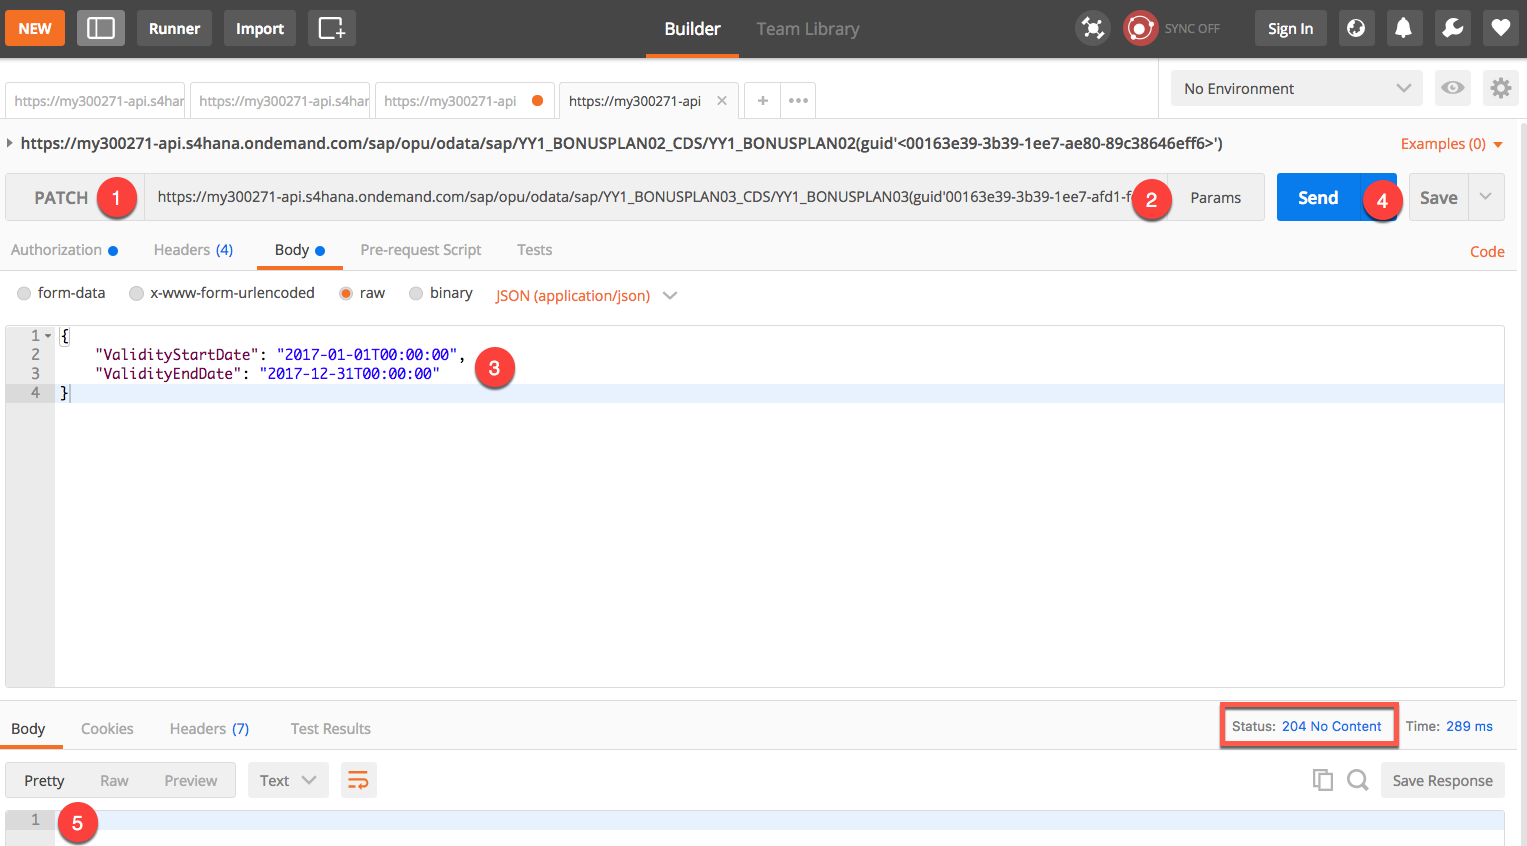 NEW Runner Import Builder Team Library SYNC OFF Sign In
https://my300271-api.s4har https://my300271-api.s4har https://my300271-api https://my300271-api × + ••• No Environment
https://my300271-api.s4hana.ondemand.com/sap/opu/odata/sap/YY1_BONUSPLAN02_CDS/YY1_BONUSPLAN02(guid'<00163e39-3b39-1ee7-ae80-89c38646eff6>') Examples (0)
PATCH 1 https://my300271-api.s4hana.ondemand.com/sap/opu/odata/sap/YY1_BONUSPLAN03_CDS/YY1_BONUSPLAN03(guid'00163e39-3b39-1ee7-afd1-f 2 Params Send 4 Save
Authorization Headers (4) Body Pre-request Script Tests Code
form-data x-www-form-urlencoded raw binary JSON (application/json)
1 {
2 "ValidityStartDate": "2017-01-01T00:00:00",
3 "ValidityEndDate": "2017-12-31T00:00:00" 3
4 }
Body Cookies Headers (7) Test Results Status: 204 No Content Time: 289 ms
Pretty Raw Preview Text Save Response
1 5